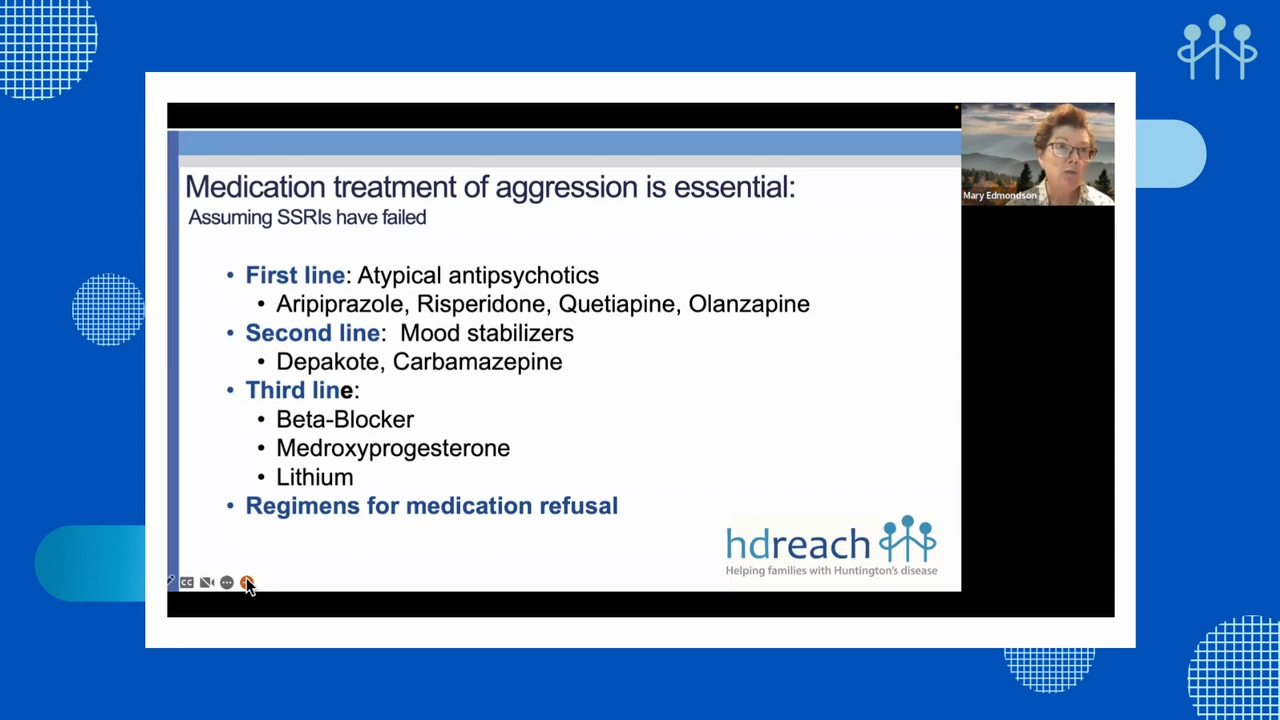 Medication treatment of aggression is essential:
Assuming SSRIs have failed
• First line: Atypical antipsychotics
• Aripiprazole, Risperidone, Quetiapine, Olanzapine
• Second line: Mood stabilizers
• Depakote, Carbamazepine
• Third line:
• Beta-Blocker
• Medroxyprogesterone
• Lithium
• Regimens for medication refusal
hdreach
Helping families with Huntington's disease
CC
Mary Edmondson